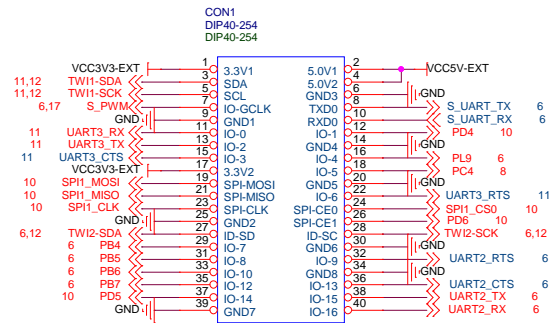 CON1
DIP40-254
DIP40-254
VCC3V3-EXT 1 3.3V1 5.0V1 2 VCC5V-EXT
11,12 TWI1-SDA 3 SDA 5.0V2 4
11,12 TWI1-SCK 5 SCL GND3 6 GND
6,17 S_PWM 7 IO-GCLK TXD0 8 S_UART_TX 6
GND 9 GND1 RXD0 10 S_UART_RX 6
11 UART3_RX 11 IO-0 IO-1 12 PD4 10
11 UART3_TX 13 IO-2 GND4 14 GND
11 UART3_CTS 15 IO-3 IO-4 16 PL9 6
VCC3V3-EXT 17 3.3V2 IO-5 18 PC4 8
10 SPI1_MOSI 19 SPI-MOSI GND5 20 GND
10 SPI1_MISO 21 SPI-MISO IO-6 22 UART3_RTS 11
10 SPI1_CLK 23 SPI-CLK SPI-CE0 24 SPI1_CS0 10
GND 25 GND2 SPI-CE1 26 PD6 10
6,12 TWI2-SDA 27 ID-SD ID-SC 28 TWI2-SCK 6,12
6 PB4 29 IO-7 GND6 30 GND
6 PB5 31 IO-8 IO-9 32 UART2_RTS 6
6 PB6 33 IO-10 GND8 34 GND
6 PB7 35 IO-12 IO-13 36 UART2_CTS 6
10 PD5 37 IO-14 IO-15 38 UART2_TX 6
GND 39 GND7 IO-16 40 UART2_RX 6